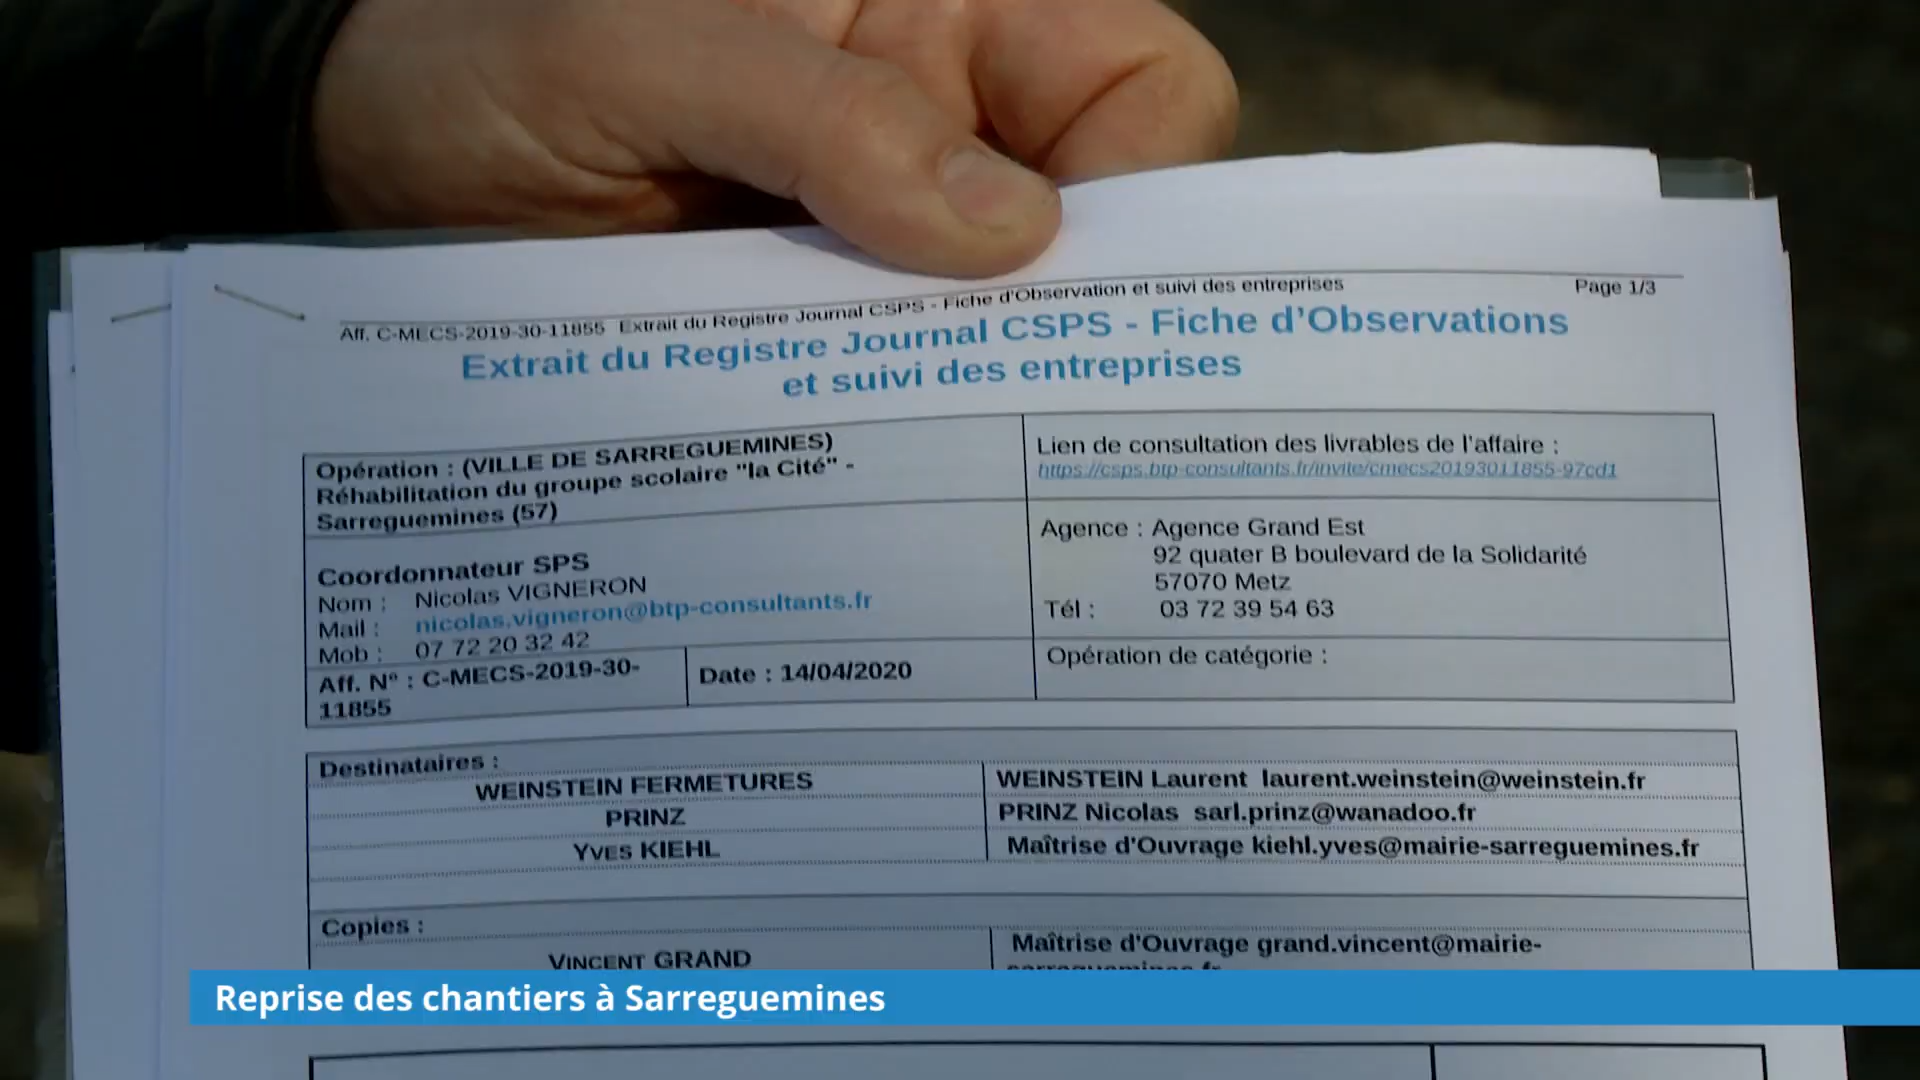 Aff. C-MECS-2019-30-11855 Extrait du Registre Journal CSPS - Fiche d'Observation et suivi des entreprises
Page 1/3
Extrait du Registre Journal CSPS - Fiche d'Observations
et suivi des entreprises
Opération : (VILLE DE SARREGUEMINES)
Réhabilitation du groupe scolaire "la Cité" -
Sarreguemines (57)
Lien de consultation des livrables de l'affaire :
https://csps.btp-consultants.fr/invite/cmecs20193011855-97cd1
Coordonnateur SPS
Nom : Nicolas VIGNERON
Mail : nicolas.vigneron@btp-consultants.fr
Mob : 07 72 20 32 42
Agence : Agence Grand Est
92 quater B boulevard de la Solidarité
57070 Metz
Tél : 03 72 39 54 63
Aff. N° : C-MECS-2019-30-
11855
Date : 14/04/2020
Opération de catégorie :
Destinataires :
WEINSTEIN FERMETURES
WEINSTEIN Laurent laurent.weinstein@weinstein.fr
PRINZ
PRINZ Nicolas sarl.prinz@wanadoo.fr
YVES KIEHL
Maîtrise d'Ouvrage kiehl.yves@mairie-sarreguemines.fr
Copies :
VINCENT GRAND
Maîtrise d'Ouvrage grand.vincent@mairie-
Reprise des chantiers à Sarreguemines